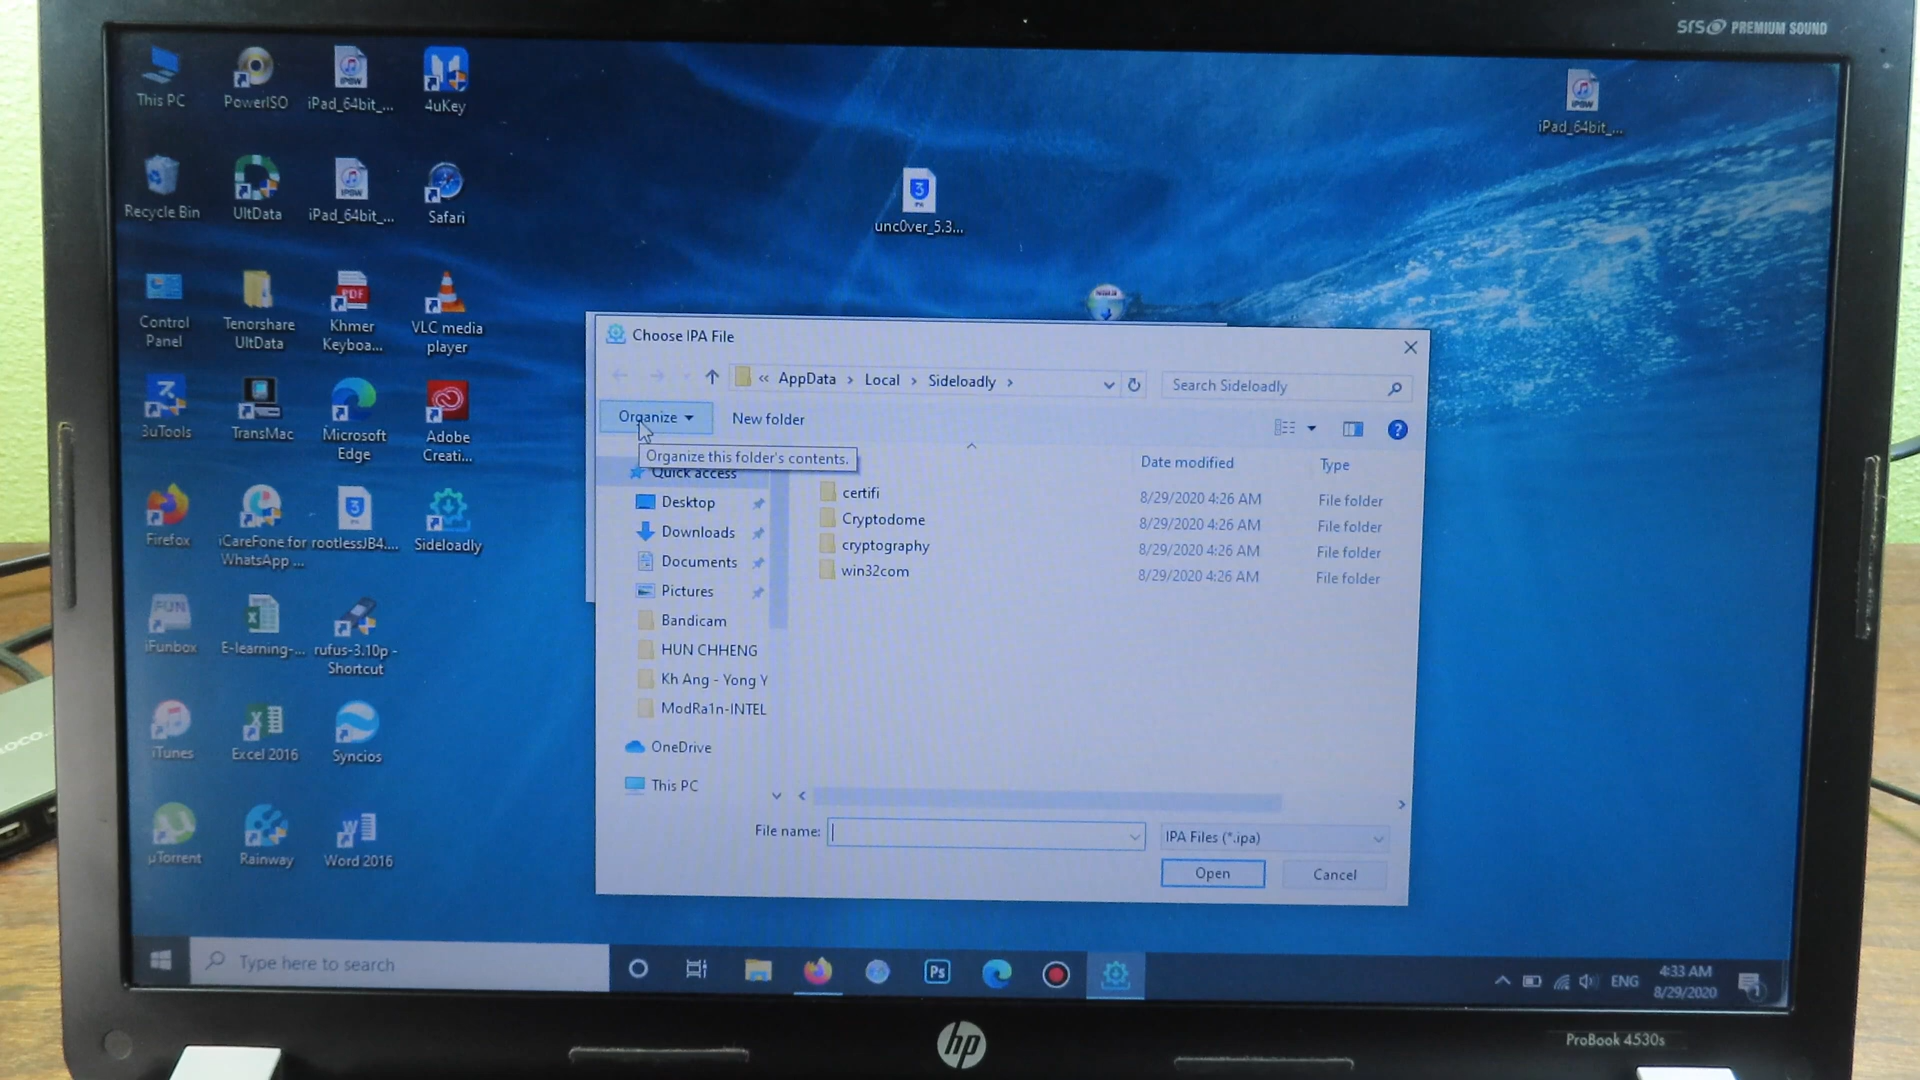 SRS PREMIUM SOUND
This PC
PowerISO
iPad_64bit_...
4uKey
iPad_64bit_...
Recycle Bin
UltData
iPad_64bit_...
Safari
unc0ver_5.3...
Control
Panel
Tenorshare
UltData
Khmer
Keyboa...
VLC media
player
3uTools
TransMac
Microsoft
Edge
Adobe
Creati...
Firefox
iCareFone for
WhatsApp ...
rootlessJB4....
Sideloadly
iFunbox
E-learning-...
rufus-3.10p -
Shortcut
iTunes
Excel 2016
Syncios
µTorrent
Rainway
Word 2016
Choose IPA File
« AppData > Local > Sideloadly >
Search Sideloadly
Organize
New folder
Organize this folder's contents.
Date modified
Type
Quick access
Desktop
Downloads
Documents
Pictures
Bandicam
HUN CHHENG
Kh Ang - Yong Y
ModRa1n-INTEL
OneDrive
This PC
certifi 8/29/2020 4:26 AM File folder
Cryptodome 8/29/2020 4:26 AM File folder
cryptography 8/29/2020 4:26 AM File folder
win32com 8/29/2020 4:26 AM File folder
File name:
IPA Files (*.ipa)
Open
Cancel
Type here to search
Ps
ENG
4:33 AM
8/29/2020
hp
ProBook 4530s